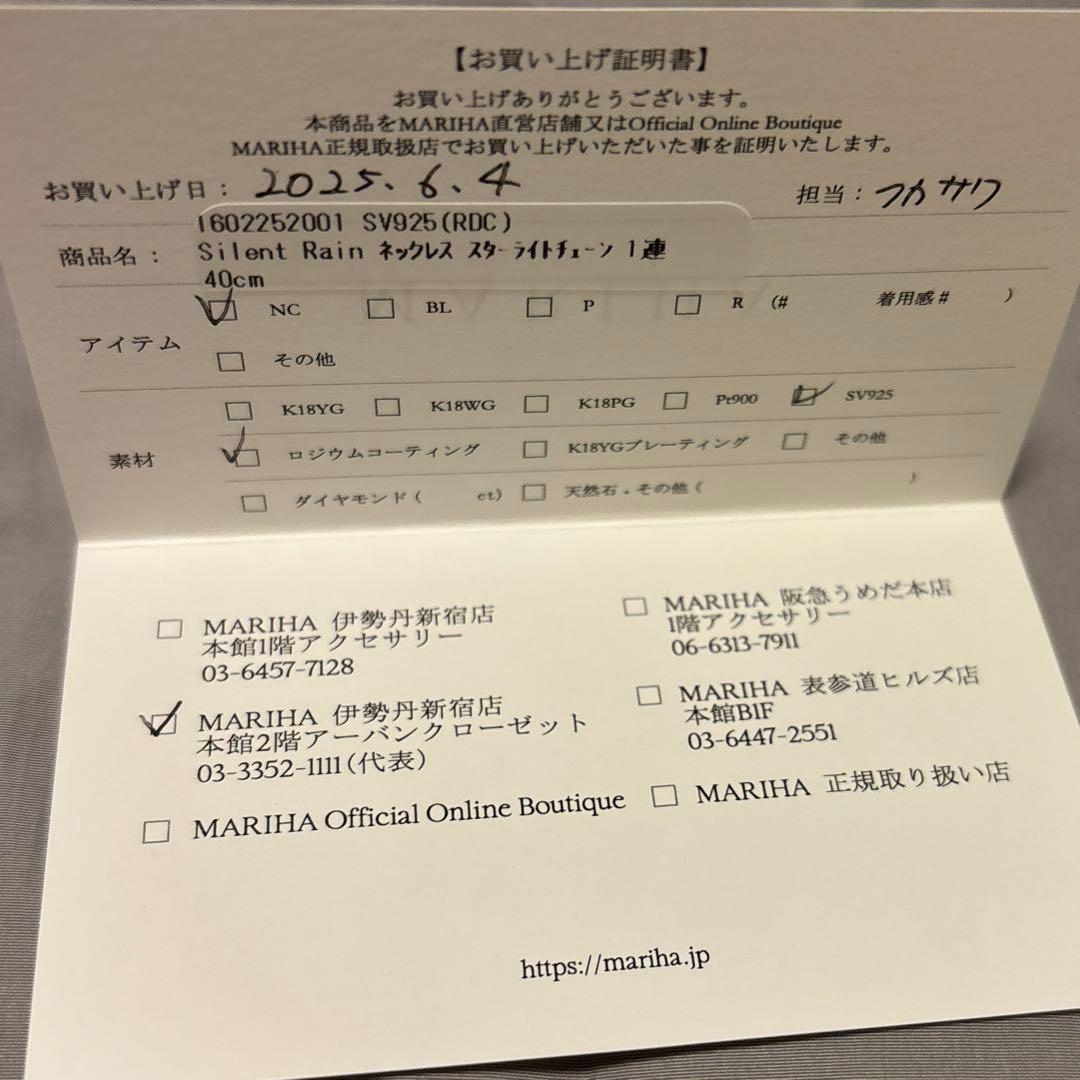 【お買い上げ証明書】
お買い上げありがとうございます。
本商品をMARIHA直営店舗又はOfficial Online Boutique
MARIHA正規取扱店でお買い上げいただいた事を証明いたします。
お買い上げ日： 2025.6.4 担当：フカサワ
1602252001 SV925(RDC)
商品名： Silent Rain ネックレス スターライトチェーン 1連
40cm
NC BL P R (# 着用感# )
アイテム
その他
K18YG K18WG K18PG Pt900 SV925
素材 ロジウムコーティング K18YGプレーティング その他
ダイヤモンド( ct) 天然石・その他( )
MARIHA 伊勢丹新宿店
本館1階アクセサリー
03-6457-7128
MARIHA 阪急うめだ本店
1階アクセサリー
06-6313-7911
MARIHA 伊勢丹新宿店
本館2階アーバンクローゼット
03-3352-1111(代表)
MARIHA 表参道ヒルズ店
本館B1F
03-6447-2551
MARIHA Official Online Boutique
MARIHA 正規取り扱い店
https://mariha.jp